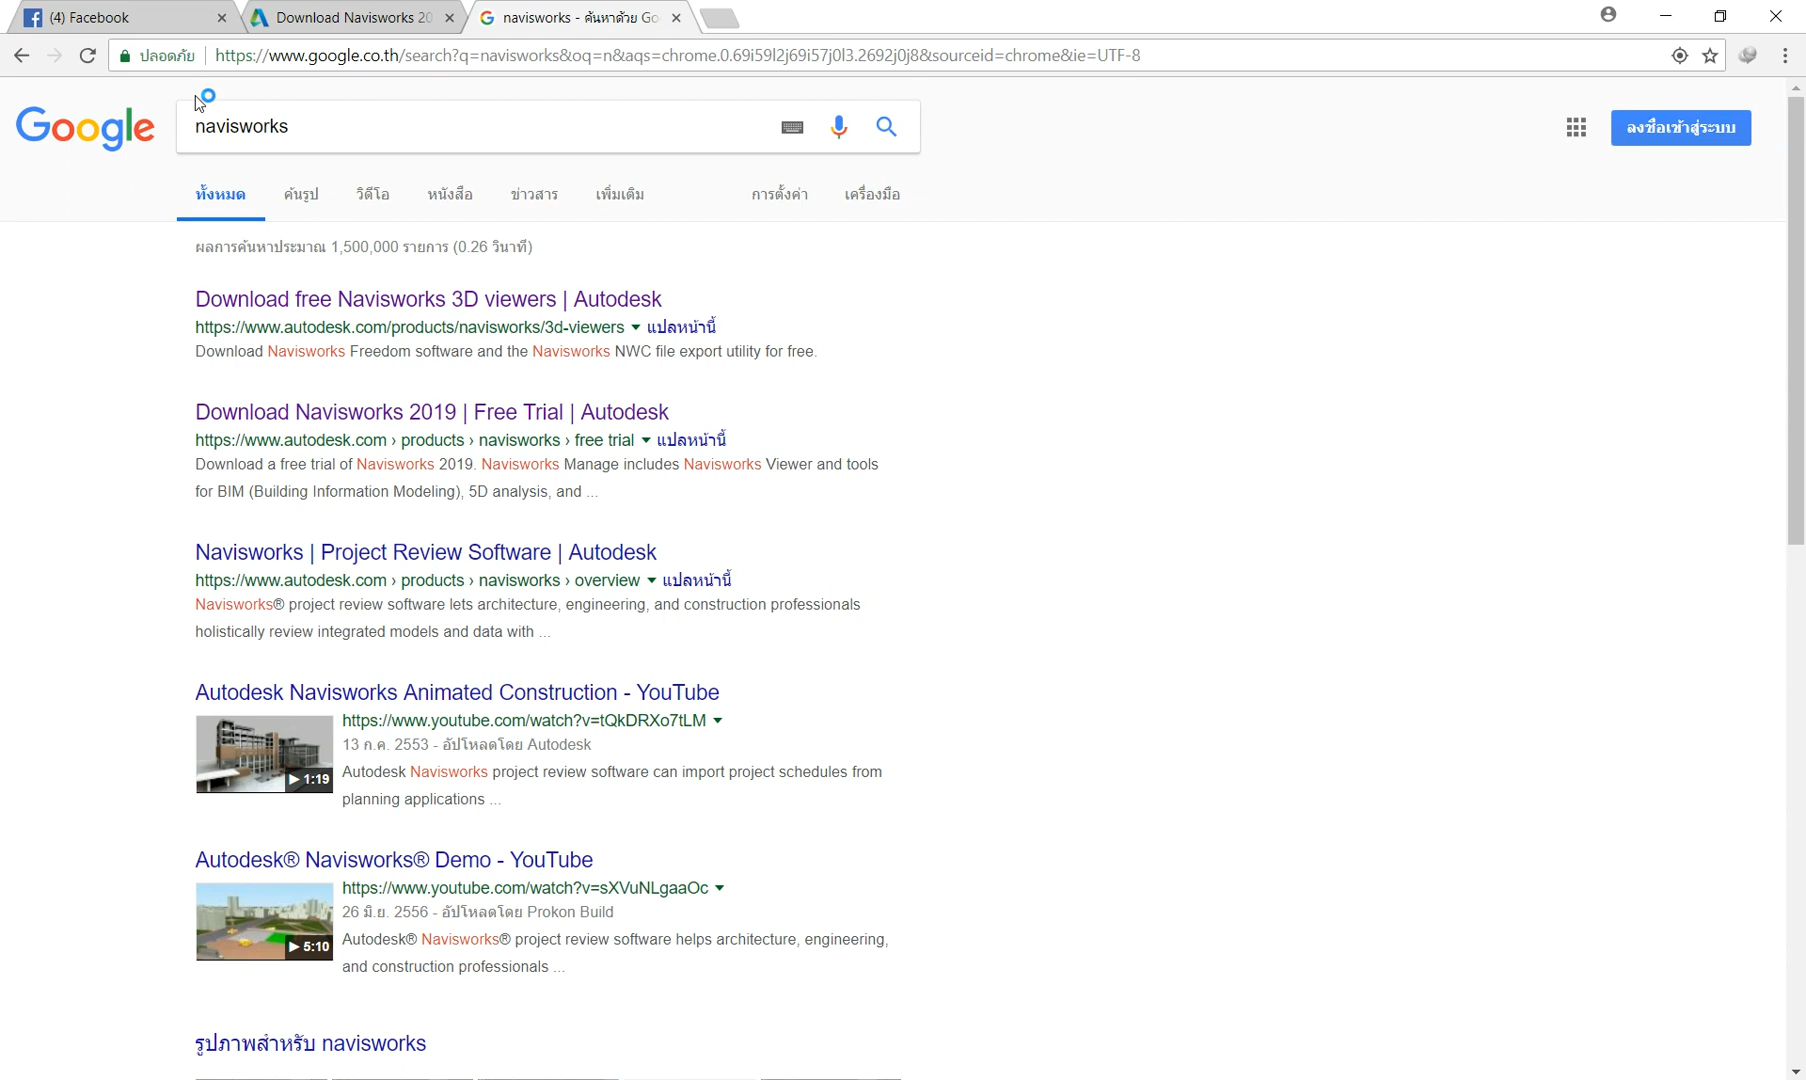 (4) Facebook
Download Navisworks 20
navisworks - ค้นหาด้วย Go
ปลอดภัย
https://www.google.co.th/search?q=navisworks&oq=n&aqs=chrome.0.69i59l2j69i57j0l3.2692j0j8&sourceid=chrome&ie=UTF-8
Google
navisworks
ลงชื่อเข้าสู่ระบบ
ทั้งหมด ค้นรูป วิดีโอ หนังสือ ข่าวสาร เพิ่มเติม การตั้งค่า เครื่องมือ
ผลการค้นหาประมาณ 1,500,000 รายการ (0.26 วินาที)
Download free Navisworks 3D viewers | Autodesk
https://www.autodesk.com/products/navisworks/3d-viewers แปลหน้านี้
Download Navisworks Freedom software and the Navisworks NWC file export utility for free.
Download Navisworks 2019 | Free Trial | Autodesk
https://www.autodesk.com › products › navisworks › free trial แปลหน้านี้
Download a free trial of Navisworks 2019. Navisworks Manage includes Navisworks Viewer and tools
for BIM (Building Information Modeling), 5D analysis, and ...
Navisworks | Project Review Software | Autodesk
https://www.autodesk.com › products › navisworks › overview แปลหน้านี้
Navisworks® project review software lets architecture, engineering, and construction professionals
holistically review integrated models and data with ...
Autodesk Navisworks Animated Construction - YouTube
https://www.youtube.com/watch?v=tQkDRXo7tLM
13 ก.ค. 2553 - อัปโหลดโดย Autodesk
1:19
Autodesk Navisworks project review software can import project schedules from
planning applications ...
Autodesk® Navisworks® Demo - YouTube
https://www.youtube.com/watch?v=sXVuNLgaaOc
26 มิ.ย. 2556 - อัปโหลดโดย Prokon Build
5:10
Autodesk® Navisworks® project review software helps architecture, engineering,
and construction professionals ...
รูปภาพสำหรับ navisworks